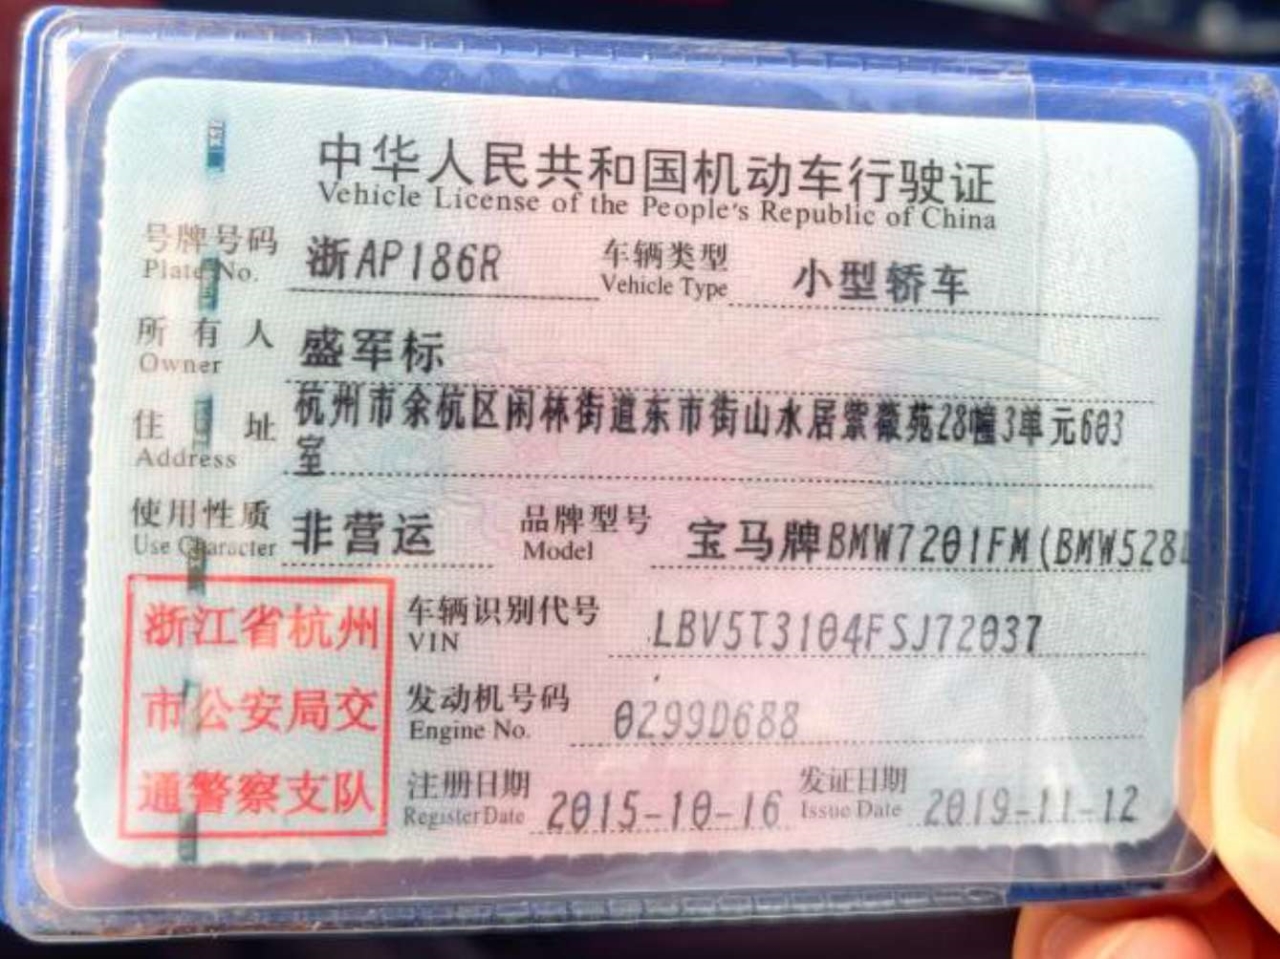 中华人民共和国机动车行驶证
Vehicle License of the People's Republic of China
号牌号码 浙AP186R 车辆类型 小型轿车
Plate No. Vehicle Type
所有人 盛军标
Owner
住址 杭州市余杭区闲林街道东市街山水居紫薇苑28幢3单元603
室
Address
使用性质 非营运 品牌型号 宝马牌BMW7201FM(BMW528L
Use Character Model
浙江省杭州
市公安局交
通警察支队
车辆识别代号 LBV5T3104FSJ72037
VIN
发动机号码 0299D688
Engine No.
注册日期 2015-10-16 发证日期 2019-11-12
Register Date Issue Date